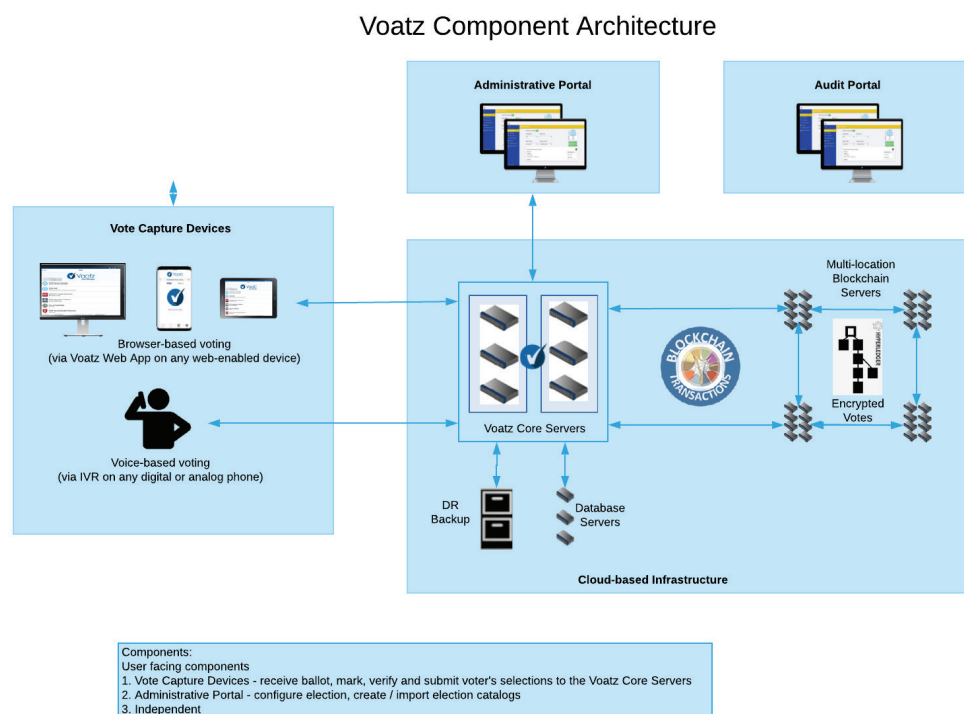 Voatz Component Architecture
Administrative Portal
Audit Portal
Vote Capture Devices
Voatz
Browser-based voting
(via Voatz Web App on any web-enabled device)
Voice-based voting
(via IVR on any digital or analog phone)
Voatz Core Servers
DR
Backup
Database
Servers
BLOCKCHAIN
TRANSACTIONS
Multi-location
Blockchain
Servers
HYPERLEDGER
Encrypted
Votes
Cloud-based Infrastructure
Components:
User facing components
1. Vote Capture Devices - receive ballot, mark, verify and submit voter's selections to the Voatz Core Servers
2. Administrative Portal - configure election, create / import election catalogs
3. Independent